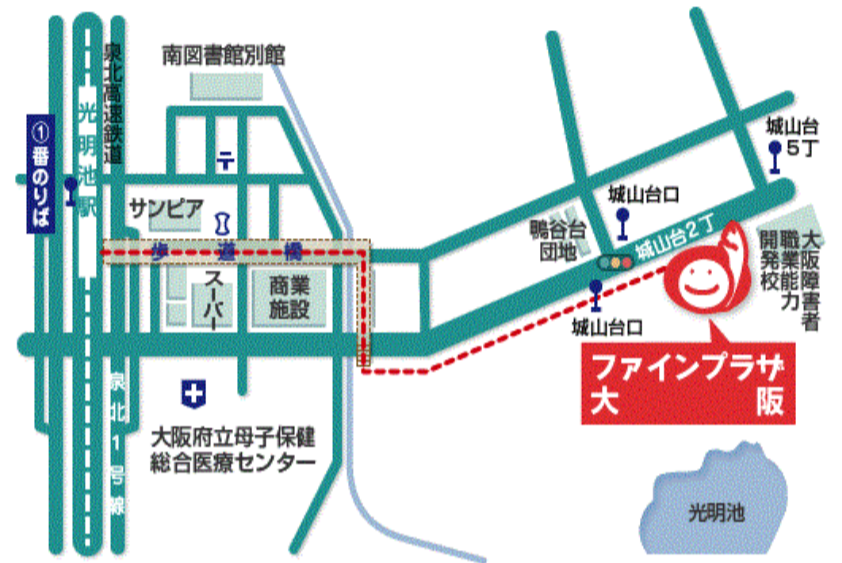 南図書館別館
泉北高速鉄道
光明池駅
①番のりば
〒
サンピア
歩道橋
スーパー
商業
施設
大阪府立母子保健
総合医療センター
泉北1号線
鴨谷台
団地
城山台口
城山台
5丁
城山台2丁
城山台口
大阪障害者
職業能力
開発校
ファインプラザ
大阪
光明池